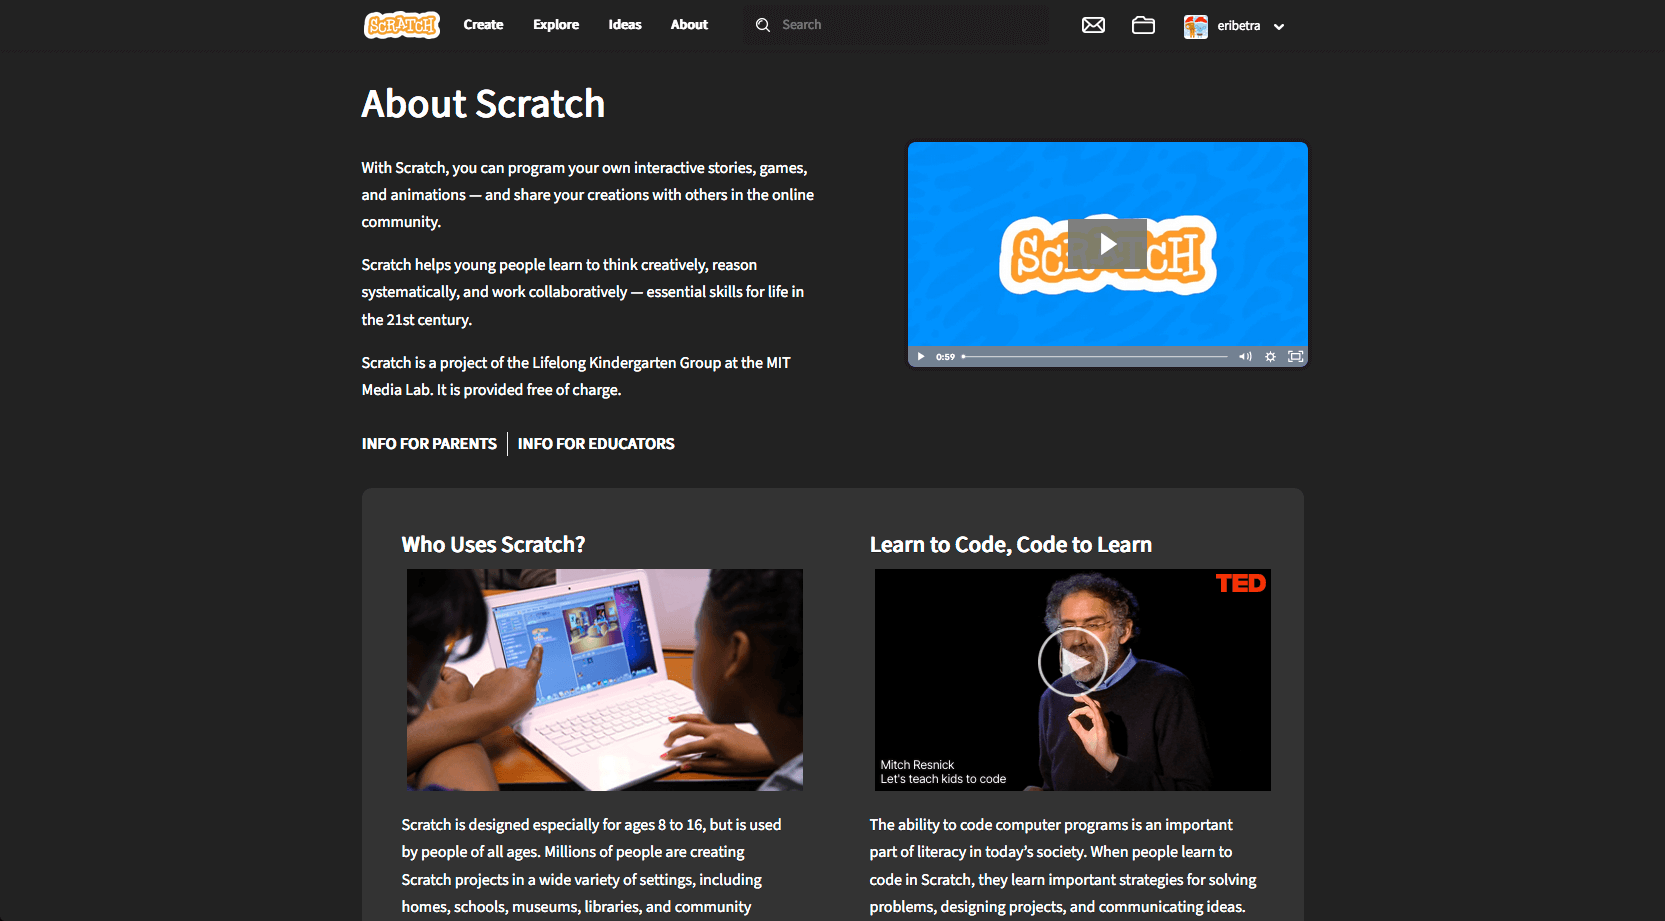 SCRATCH Create Explore Ideas About Search eribetra
About Scratch
With Scratch, you can program your own interactive stories, games,
and animations — and share your creations with others in the online
community.
Scratch helps young people learn to think creatively, reason
systematically, and work collaboratively — essential skills for life in
the 21st century.
Scratch is a project of the Lifelong Kindergarten Group at the MIT
Media Lab. It is provided free of charge.
SCRATCH
0:59
INFO FOR PARENTS INFO FOR EDUCATORS
Who Uses Scratch?
Scratch is designed especially for ages 8 to 16, but is used
by people of all ages. Millions of people are creating
Scratch projects in a wide variety of settings, including
homes, schools, museums, libraries, and community
Learn to Code, Code to Learn
TED
Mitch Resnick
Let's teach kids to code
The ability to code computer programs is an important
part of literacy in today’s society. When people learn to
code in Scratch, they learn important strategies for solving
problems, designing projects, and communicating ideas.